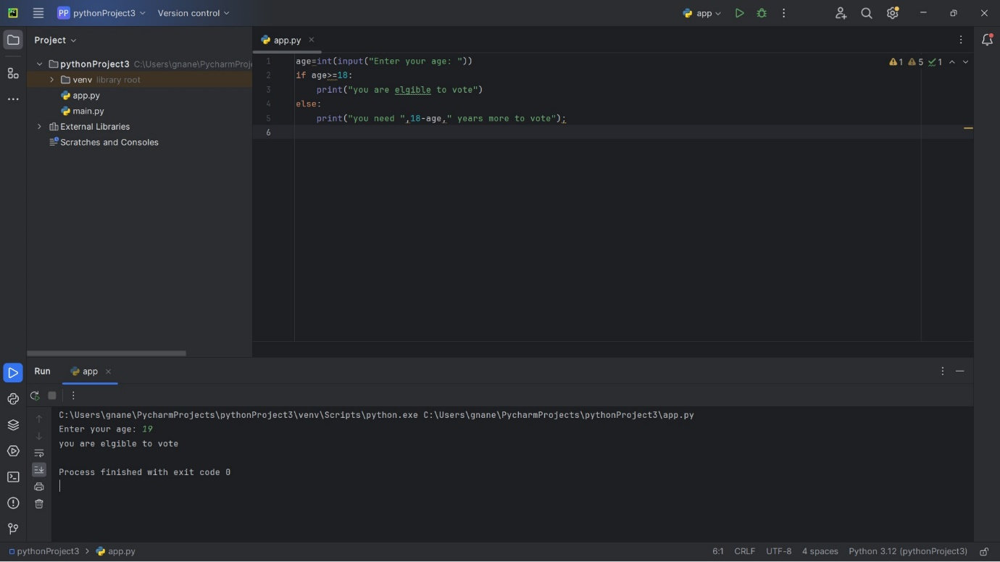 PP pythonProject3 Version control app
Project
app.py
pythonProject3 C:\Users\gnane\PycharmProje
venv library root
app.py
main.py
External Libraries
Scratches and Consoles
1 age=int(input("Enter your age: "))
1 5 1
2 if age>=18:
3 print("you are elgible to vote")
4 else:
5 print("you need ",18-age," years more to vote");
6
Run app
C:\Users\gnane\PycharmProjects\pythonProject3\venv\Scripts\python.exe C:\Users\gnane\PycharmProjects\pythonProject3\app.py
Enter your age: 19
you are elgible to vote
Process finished with exit code 0
pythonProject3 > app.py 6:1 CRLF UTF-8 4 spaces Python 3.12 (pythonProject3)